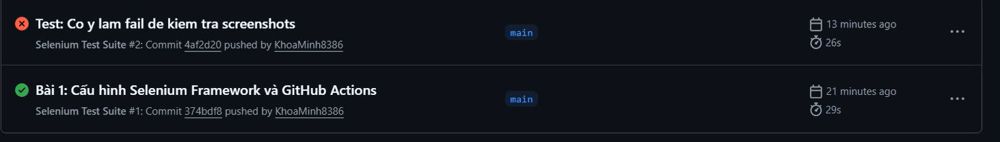 Test: Co y lam fail de kiem tra screenshots
Selenium Test Suite #2: Commit 4af2d20 pushed by KhoaMinh8386
main
13 minutes ago
26s
Bài 1: Cấu hình Selenium Framework và GitHub Actions
Selenium Test Suite #1: Commit 374bdf8 pushed by KhoaMinh8386
main
21 minutes ago
29s